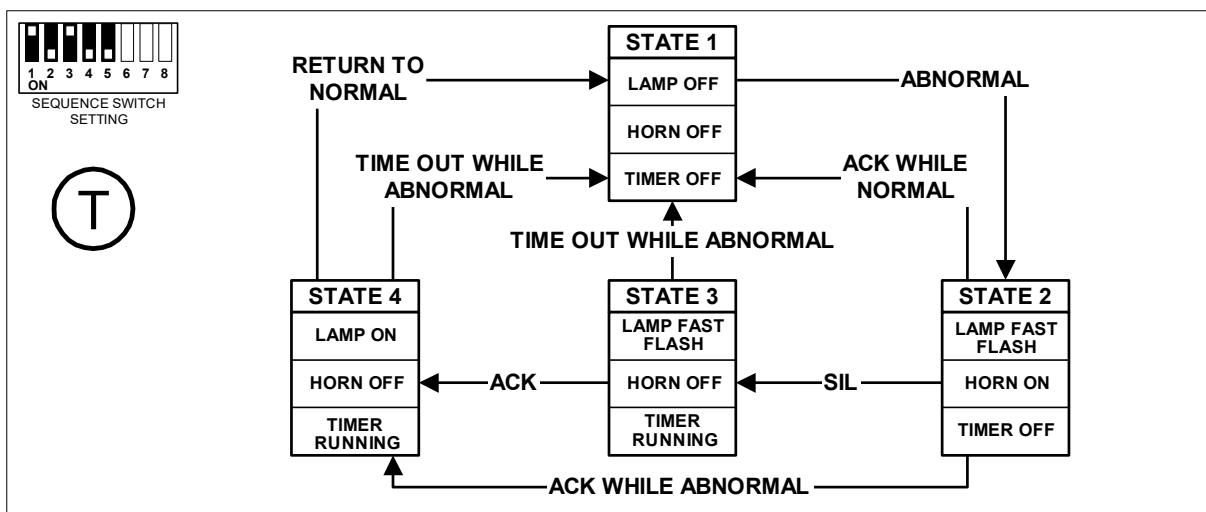 1 2 3 4 5 6 7 8
ON
SEQUENCE SWITCH
SETTING
T
STATE 1
LAMP OFF
HORN OFF
TIMER OFF
RETURN TO
NORMAL
ABNORMAL
TIME OUT WHILE
ABNORMAL
ACK WHILE
NORMAL
TIME OUT WHILE ABNORMAL
STATE 4
LAMP ON
HORN OFF
TIMER
RUNNING
ACK
STATE 3
LAMP FAST
FLASH
HORN OFF
TIMER
RUNNING
SIL
STATE 2
LAMP FAST
FLASH
HORN ON
TIMER OFF
ACK WHILE ABNORMAL